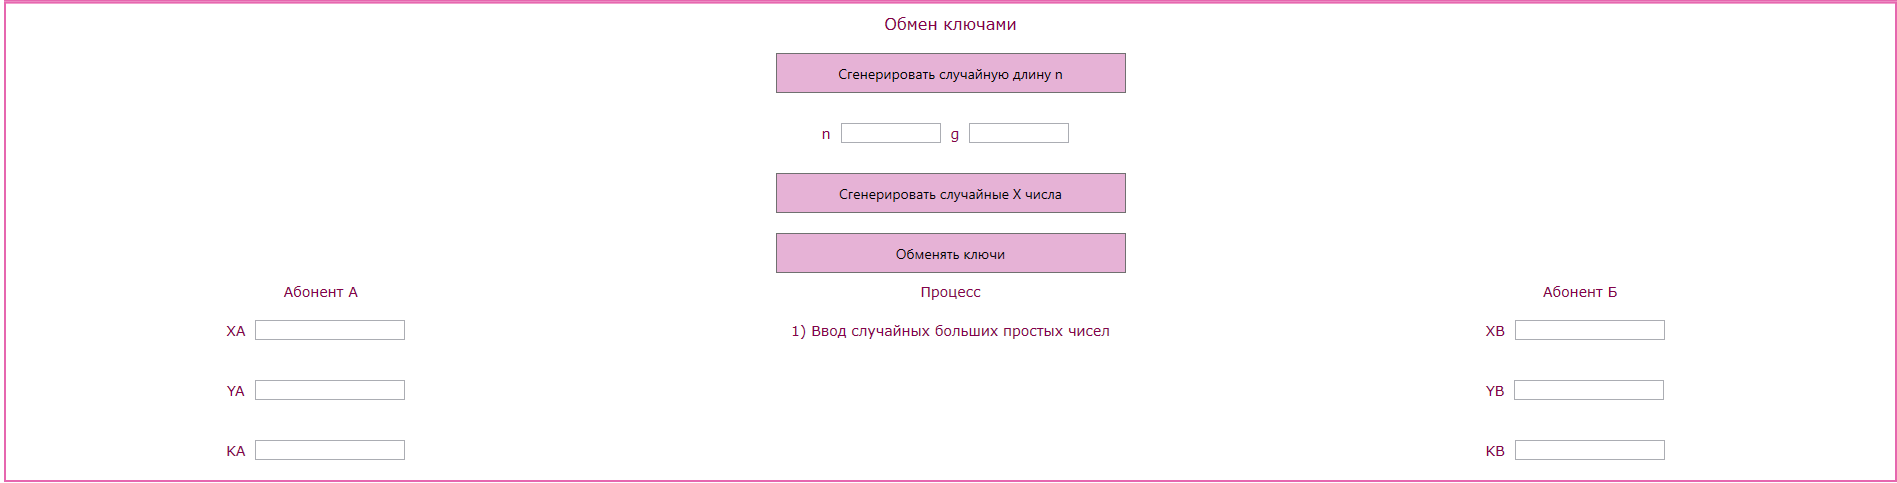 Обмен ключами
Сгенерировать случайную длину n
n g
Сгенерировать случайные X числа
Обменять ключи
Абонент А Процесс Абонент Б
XA 1) Ввод случайных больших простых чисел XB
YA YB
KA KB